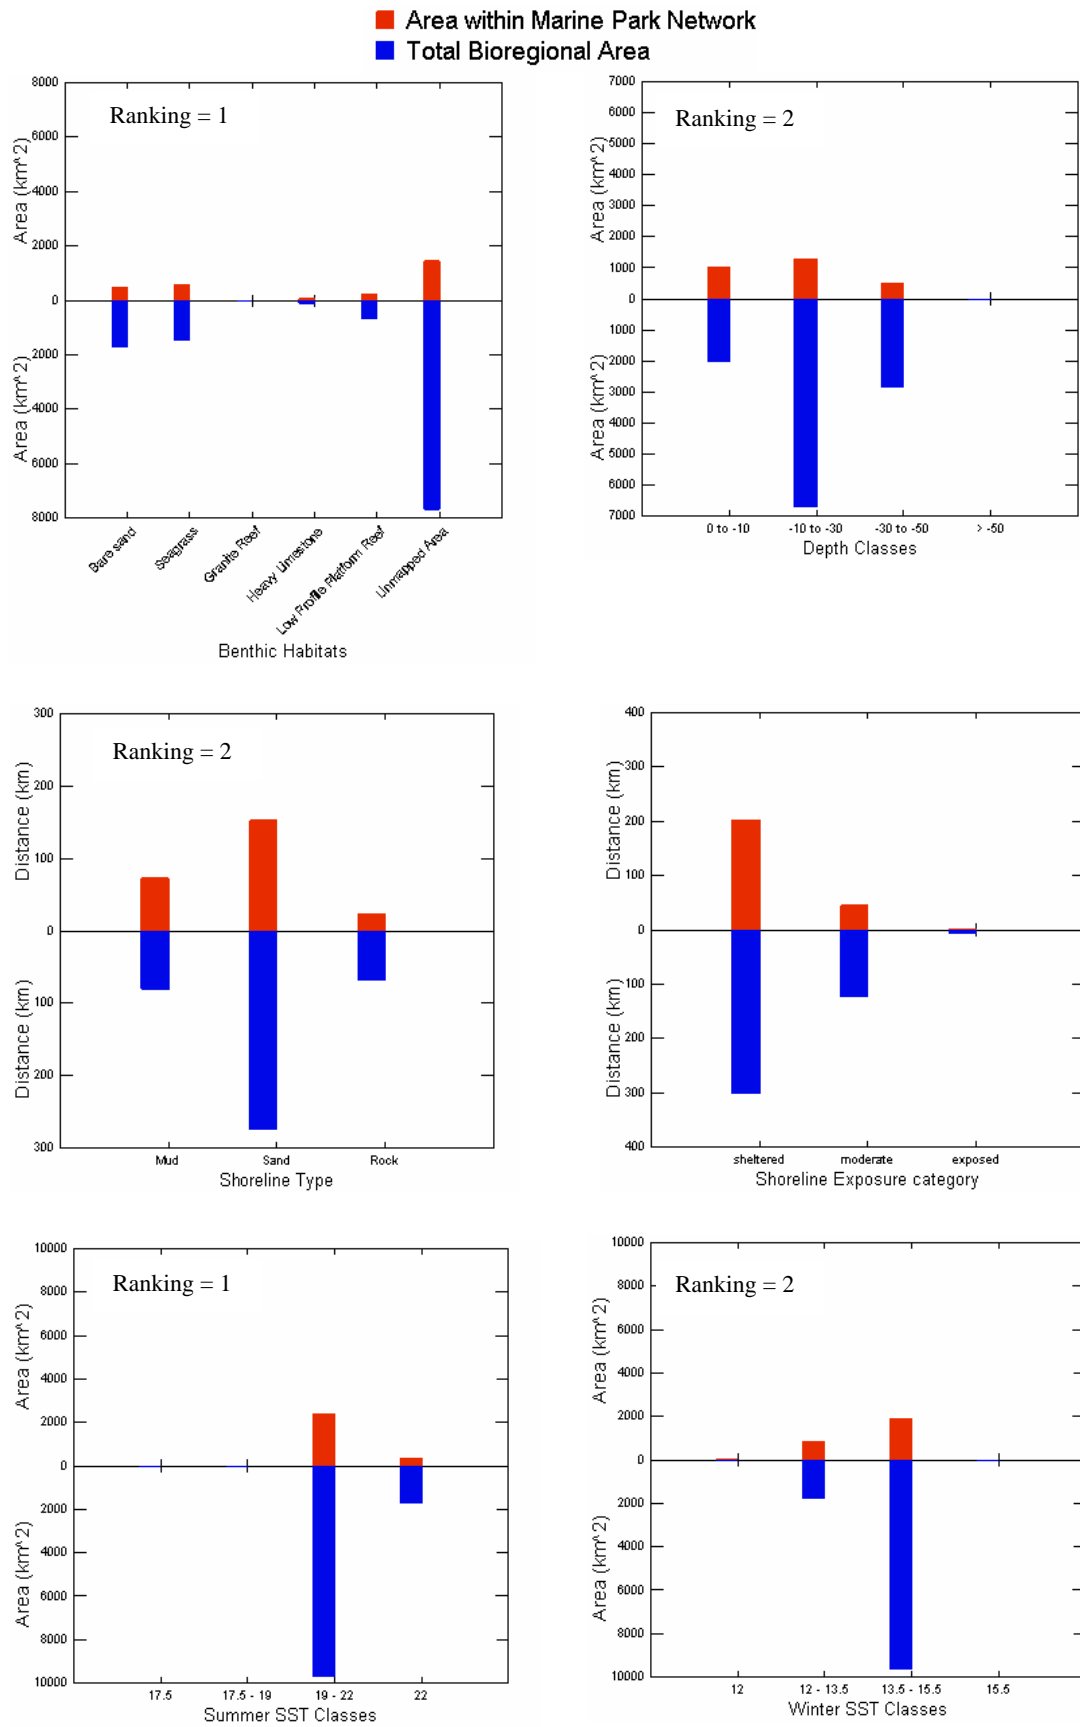 Area within Marine Park Network
Total Bioregional Area
Ranking = 1
8000
6000
4000
2000
0
2000
4000
6000
8000
Area (km^2)
Area (km^2)
Bare sand
Seagrass
Granite Reef
Heavy Limestone
Low Profile Platform Reef
Unmapped Area
Benthic Habitats
Ranking = 2
7000
6000
5000
4000
3000
2000
1000
0
1000
2000
3000
4000
5000
6000
7000
Area (km^2)
Area (km^2)
0 to -10
-10 to -30
-30 to -50
> -50
Depth Classes
Ranking = 2
300
200
100
0
100
200
300
Distance (km)
Distance (km)
Mud
Sand
Rock
Shoreline Type
400
300
200
100
0
100
200
300
400
Distance (km)
Distance (km)
sheltered
moderate
exposed
Shoreline Exposure category
Ranking = 1
10000
8000
6000
4000
2000
0
2000
4000
6000
8000
10000
Area (km^2)
Area (km^2)
17.5
17.5 - 19
19 - 22
22
Summer SST Classes
Ranking = 2
10000
8000
6000
4000
2000
0
2000
4000
6000
8000
10000
Area (km^2)
Area (km^2)
12
12 - 13.5
13.5 - 15.5
15.5
Winter SST Classes